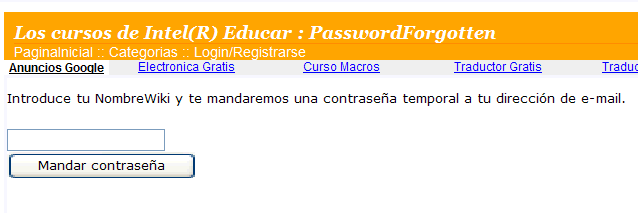 Los cursos de Intel(R) Educar : PasswordForgotten
PaginaInicial :: Categorias :: Login/Registrarse
Anuncios Google Electronica Gratis Curso Macros Traductor Gratis Traduc
Introduce tu NombreWiki y te mandaremos una contraseña temporal a tu dirección de e-mail.
Mandar contraseña